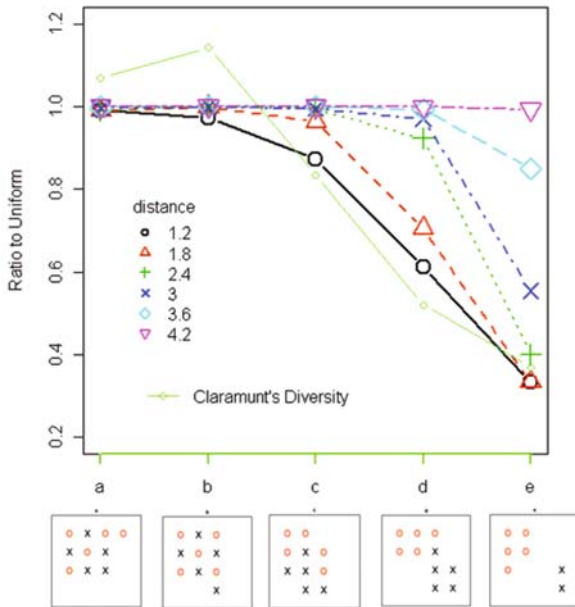 1.2
1.0
0.8
0.6
0.4
0.2
Ratio to Uniform
distance
1.2
1.8
2.4
3
3.6
4.2
Claramunt's Diversity
a b c d e
o x o o
x o x
o x x
o x o
x o x
o x o
x
o o
x o o
x x o
x x
o o o
o o x
x x
x x
o o
o o
o x
x